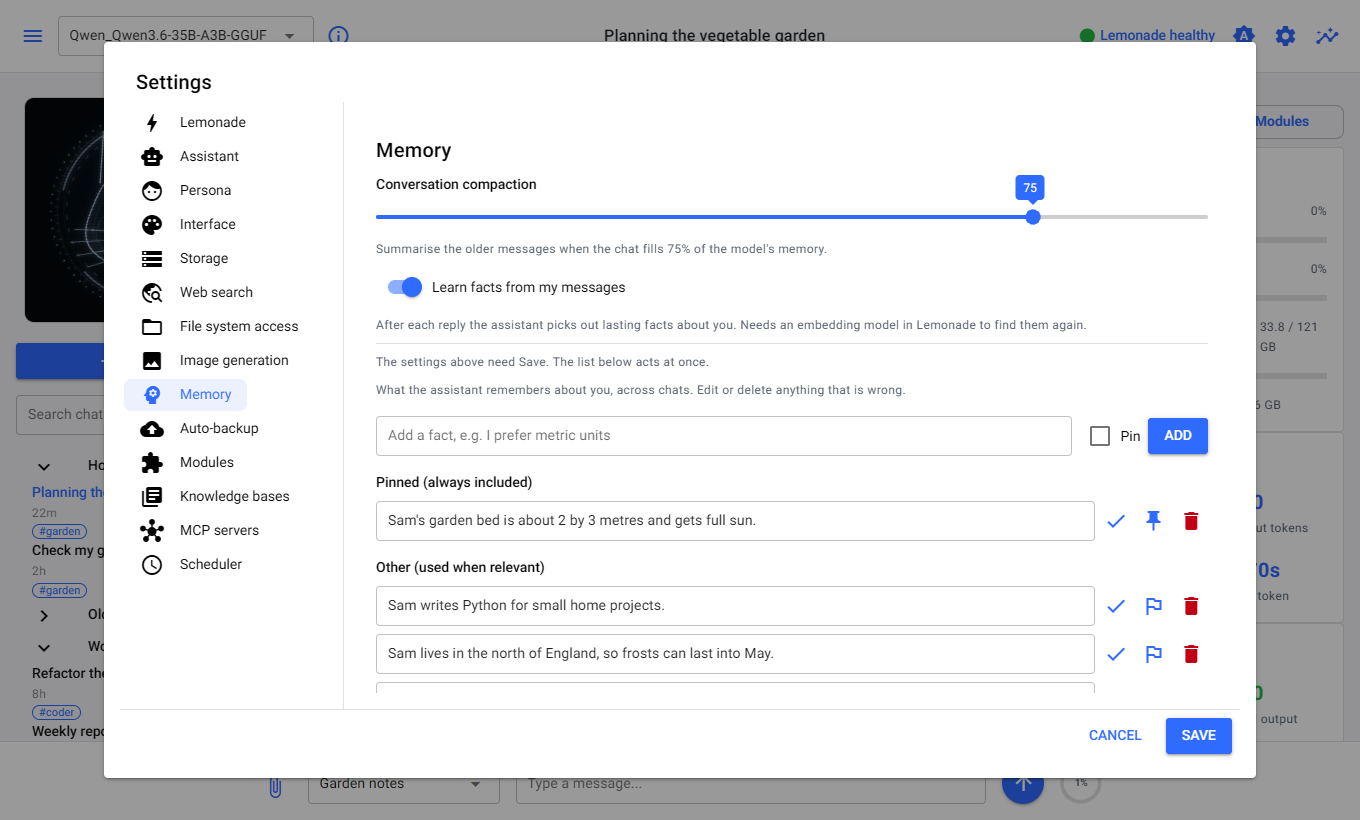 Qwen_Qwen3.6-35B-A3B-GGUF
Planning the vegetable garden
Lemonade healthy
A
Settings
Lemonade
Assistant
Persona
Interface
Storage
Web search
File system access
Image generation
Memory
Auto-backup
Modules
Knowledge bases
MCP servers
Scheduler
Memory
Conversation compaction
75
Summarise the older messages when the chat fills 75% of the model's memory.
Learn facts from my messages
After each reply the assistant picks out lasting facts about you. Needs an embedding model in Lemonade to find them again.
The settings above need Save. The list below acts at once.
What the assistant remembers about you, across chats. Edit or delete anything that is wrong.
Add a fact, e.g. I prefer metric units
Pin
ADD
Pinned (always included)
Sam's garden bed is about 2 by 3 metres and gets full sun.
Other (used when relevant)
Sam writes Python for small home projects.
Sam lives in the north of England, so frosts can last into May.
CANCEL
SAVE
Search chat
Ho
Planning the
22m
#garden
Check my g
2h
#garden
Old
Wo
Refactor the
8h
#coder
Weekly repo
Modules
0%
0%
33.8 / 121
GB
GB
tokens
0s
token
output
Garden notes
Type a message...
1%